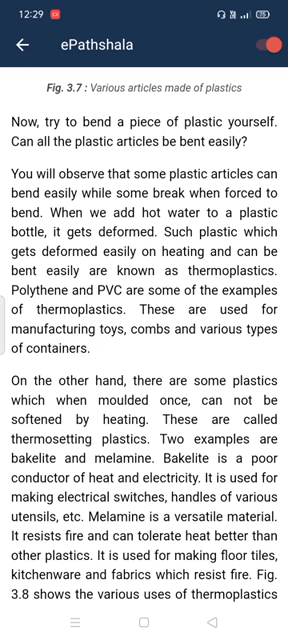 12:29
ePathshala
Fig. 3.7 : Various articles made of plastics
Now, try to bend a piece of plastic yourself.
Can all the plastic articles be bent easily?
You will observe that some plastic articles can
bend easily while some break when forced to
bend. When we add hot water to a plastic
bottle, it gets deformed. Such plastic which
gets deformed easily on heating and can be
bent easily are known as thermoplastics.
Polythene and PVC are some of the examples
of thermoplastics. These are used for
manufacturing toys, combs and various types
of containers.
On the other hand, there are some plastics
which when moulded once, can not be
softened by heating. These are called
thermosetting plastics. Two examples are
bakelite and melamine. Bakelite is a poor
conductor of heat and electricity. It is used for
making electrical switches, handles of various
utensils, etc. Melamine is a versatile material.
It resists fire and can tolerate heat better than
other plastics. It is used for making floor tiles,
kitchenware and fabrics which resist fire. Fig.
3.8 shows the various uses of thermoplastics